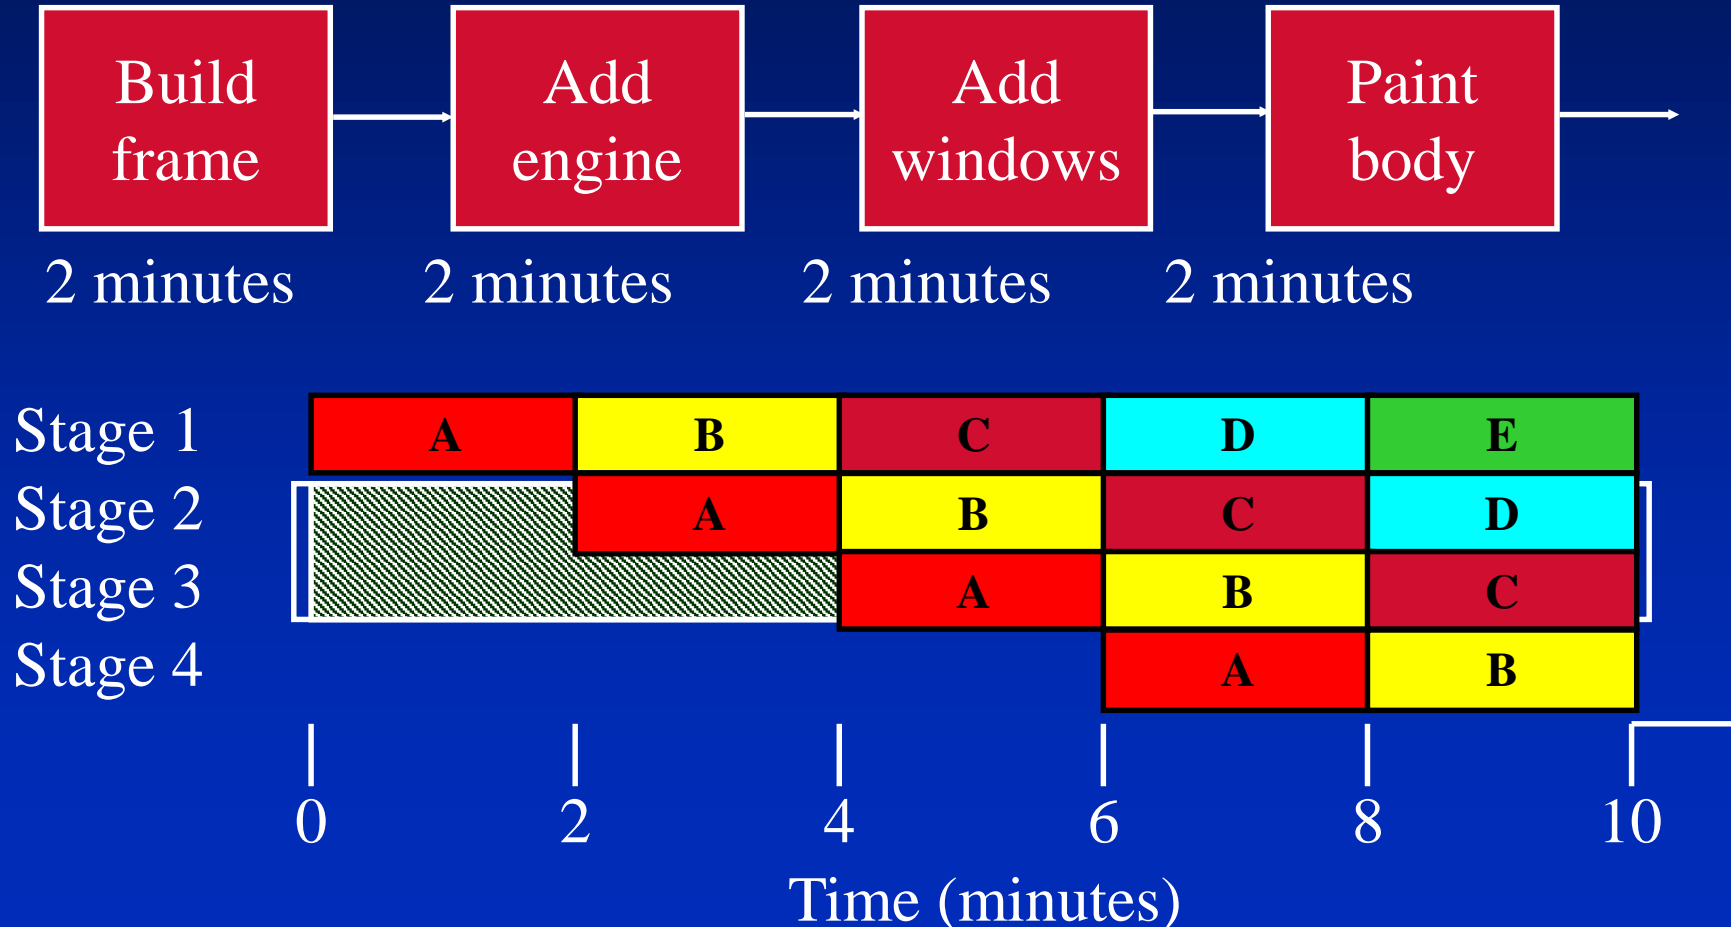 Build
frame
Add
engine
Add
windows
Paint
body
2 minutes 2 minutes 2 minutes 2 minutes
Stage 1 A B C D E
Stage 2 A B C D
Stage 3 A B C
Stage 4 A B
0 2 4 6 8 10
Time (minutes)